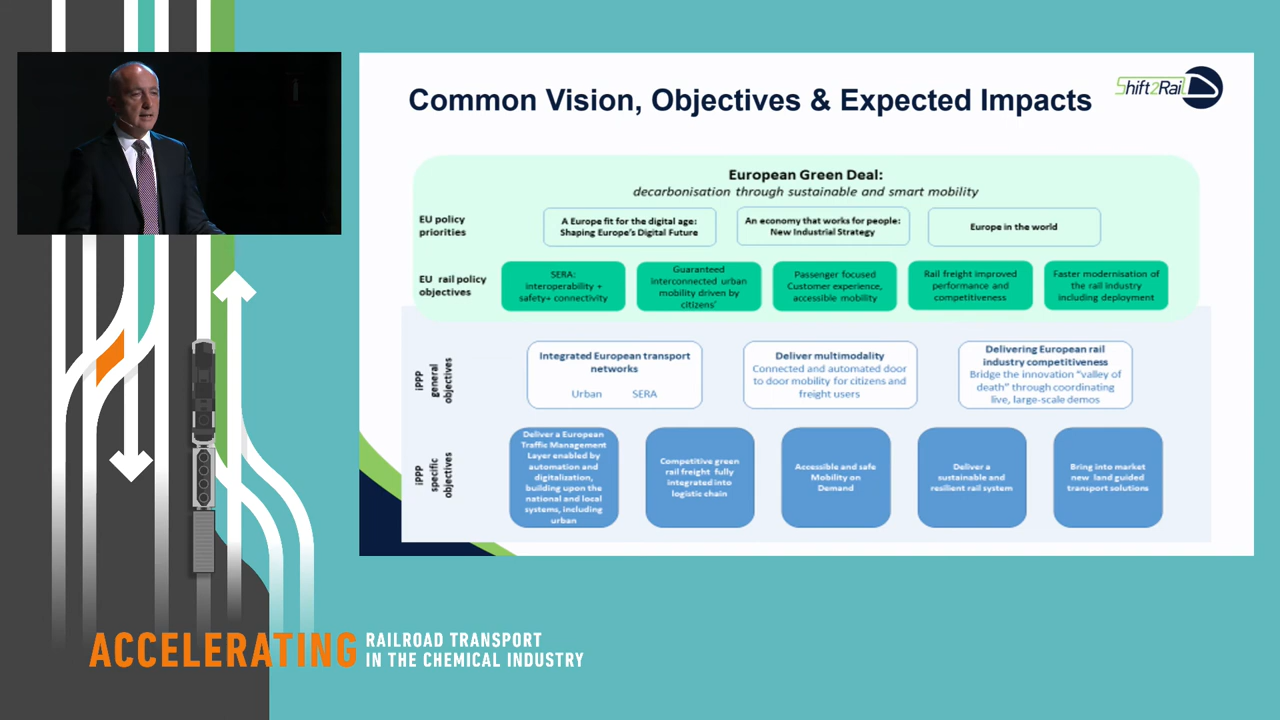 Common Vision, Objectives & Expected Impacts
Shift2Rail
European Green Deal:
decarbonisation through sustainable and smart mobility
EU policy
priorities
A Europe fit for the digital age:
Shaping Europe's Digital Future
An economy that works for people:
New Industrial Strategy
Europe in the world
EU rail policy
objectives
SERA:
interoperability +
safety+ connectivity
Guaranteed
interconnected urban
mobility driven by
citizens'
Passenger focused
Customer experience,
accessible mobility
Rail freight improved
performance and
competitiveness
Faster modernisation of
the rail industry
including deployment
iPPP
general
objectives
Integrated European transport
networks
Urban SERA
Deliver multimodality
Connected and automated door
to door mobility for citizens and
freight users
Delivering European rail
industry competitiveness
Bridge the innovation "valley of
death" through coordinating
live, large-scale demos
iPPP
specific
objectives
Deliver a European
Traffic Management
Layer enabled by
automation and
digitalization,
building upon the
national and local
systems, including
urban
Competitive green
rail freight fully
integrated into
logistic chain
Accessible and safe
Mobility on
Demand
Deliver a
sustainable and
resilient rail system
Bring into market
new land guided
transport solutions
ACCELERATING
RAILROAD TRANSPORT
IN THE CHEMICAL INDUSTRY